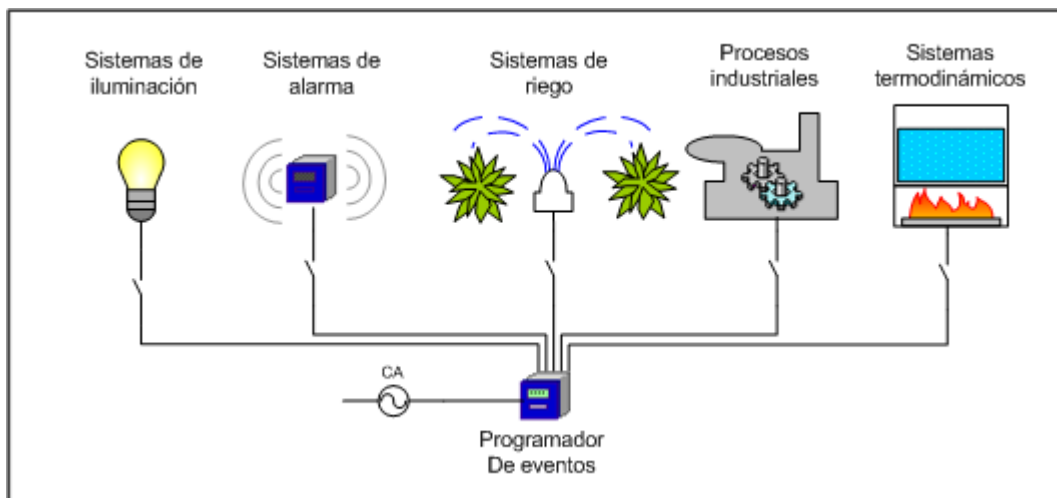 Sistemas de
iluminación
Sistemas de
alarma
Sistemas de
riego
Procesos
industriales
Sistemas
termodinámicos
CA
Programador
De eventos